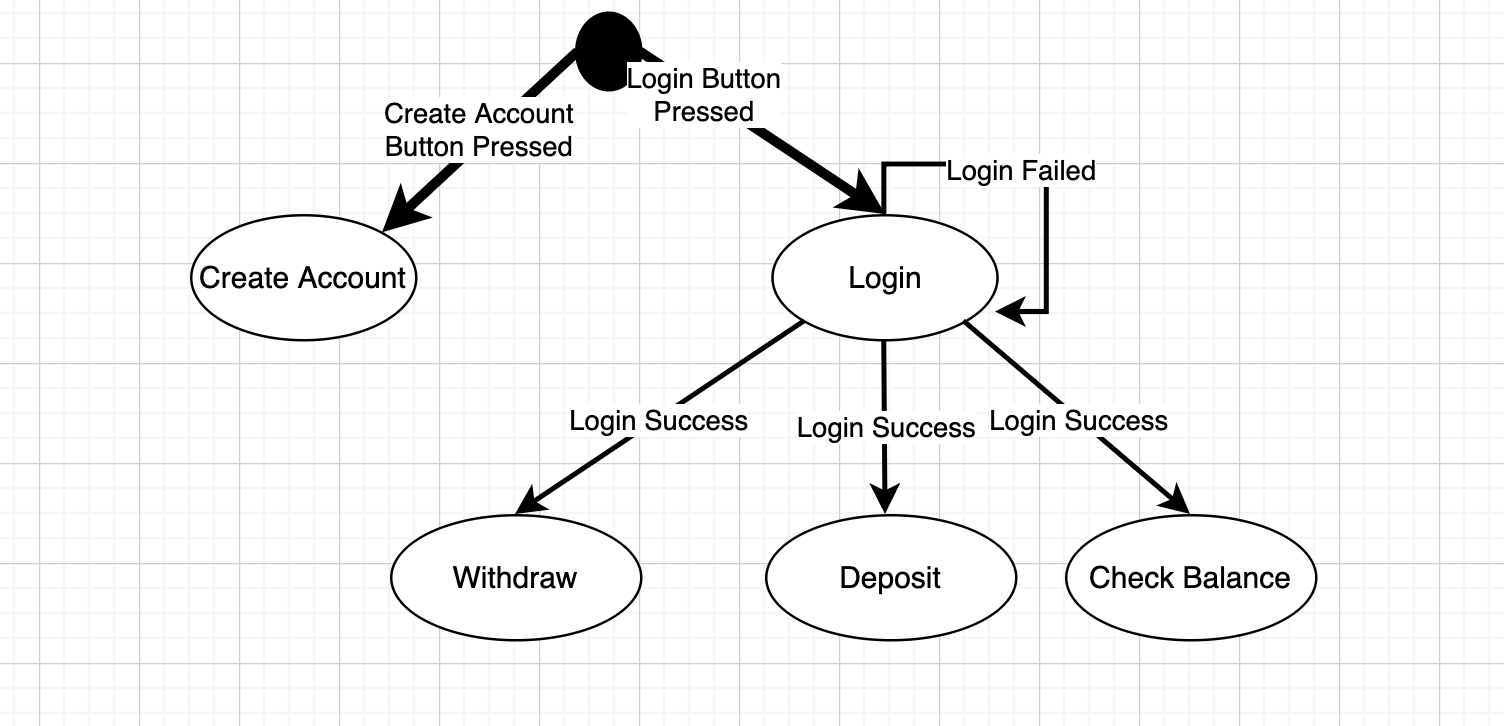 Login Button
Pressed
Create Account
Button Pressed
Login Failed
Create Account
Login
Login Success
Login Success
Login Success
Withdraw
Deposit
Check Balance